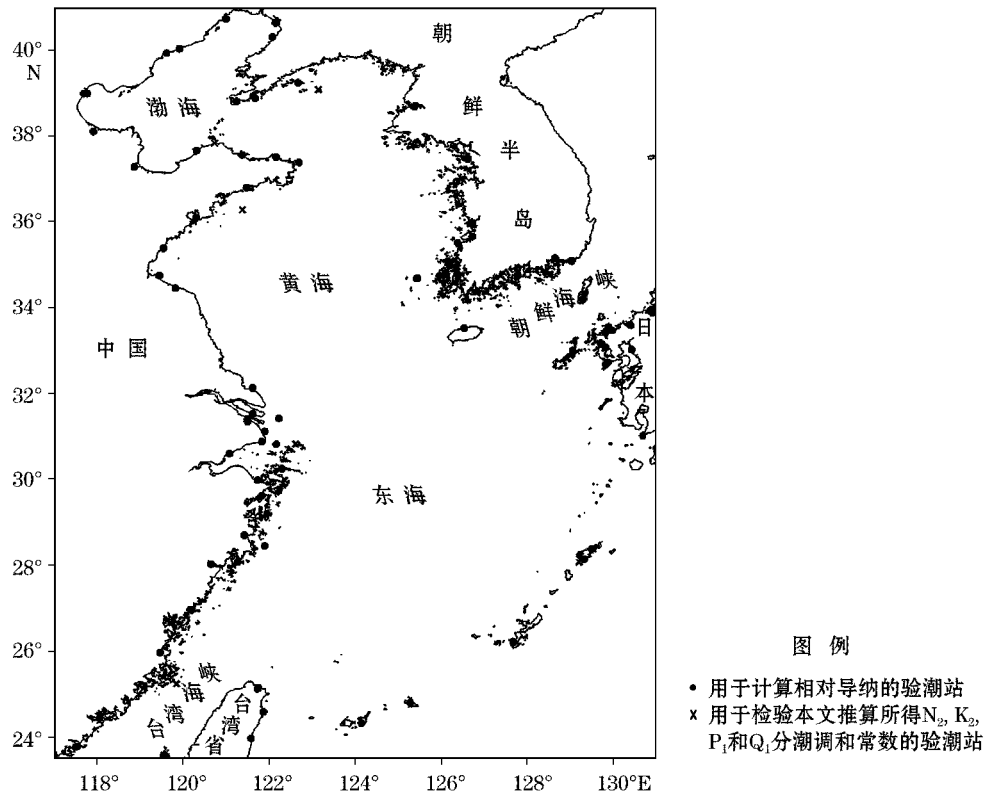 40°
N
38°
36°
34°
32°
30°
28°
26°
24°
118°
120°
122°
124°
126°
128°
130°E
朝
鲜
半
岛
渤 海
黄 海
朝 鲜 海 峡
日
本
中 国
东 海
台 湾 海 峡
台
湾
省
图 例
• 用于计算相对导纳的验潮站
× 用于检验本文推算所得N₂, K₂,
P₁和Q₁分潮调和常数的验潮站